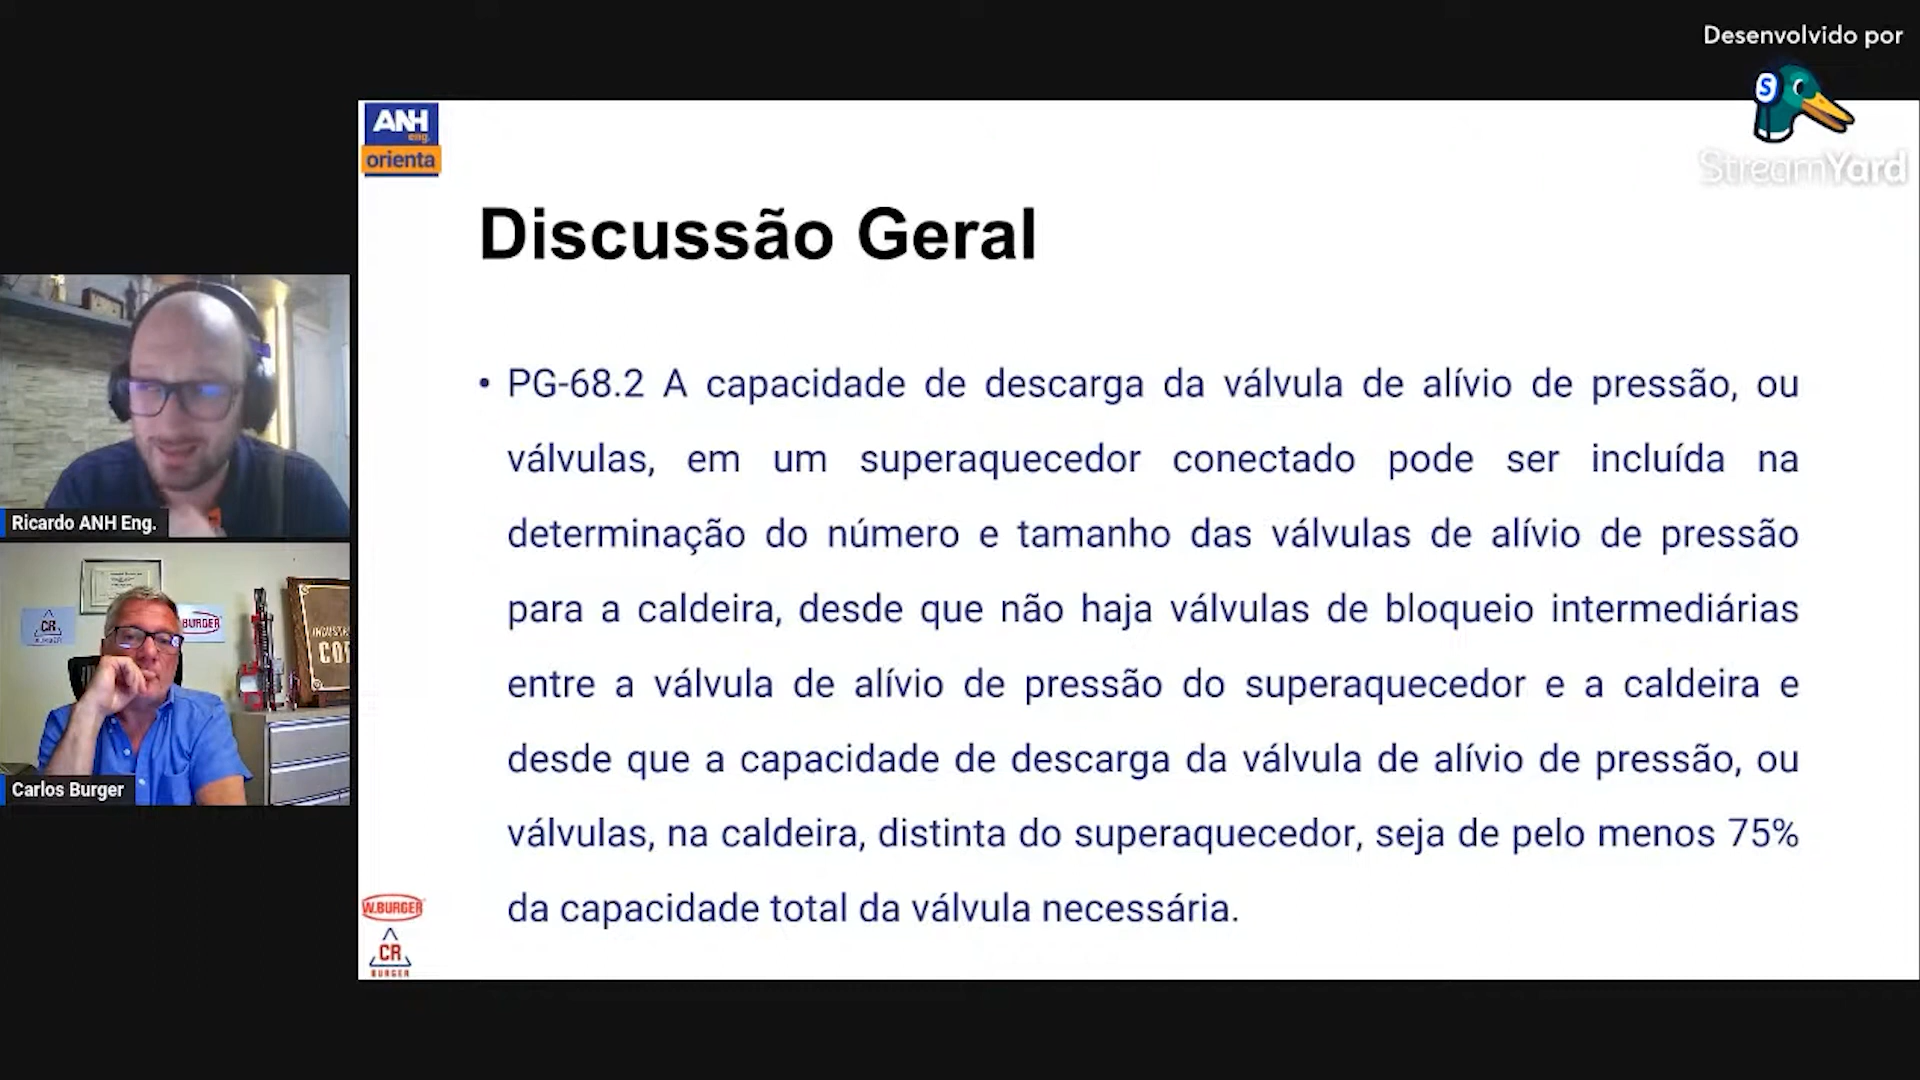 Desenvolvido por
S
StreamYard
ANH
eng.
orienta
Discussão Geral
• PG-68.2 A capacidade de descarga da válvula de alívio de pressão, ou
válvulas, em um superaquecedor conectado pode ser incluída na
determinação do número e tamanho das válvulas de alívio de pressão
para a caldeira, desde que não haja válvulas de bloqueio intermediárias
entre a válvula de alívio de pressão do superaquecedor e a caldeira e
desde que a capacidade de descarga da válvula de alívio de pressão, ou
válvulas, na caldeira, distinta do superaquecedor, seja de pelo menos 75%
da capacidade total da válvula necessária.
Ricardo ANH Eng.
CR
BURGER
Carlos Burger
W.BURGER
CR
BURGER